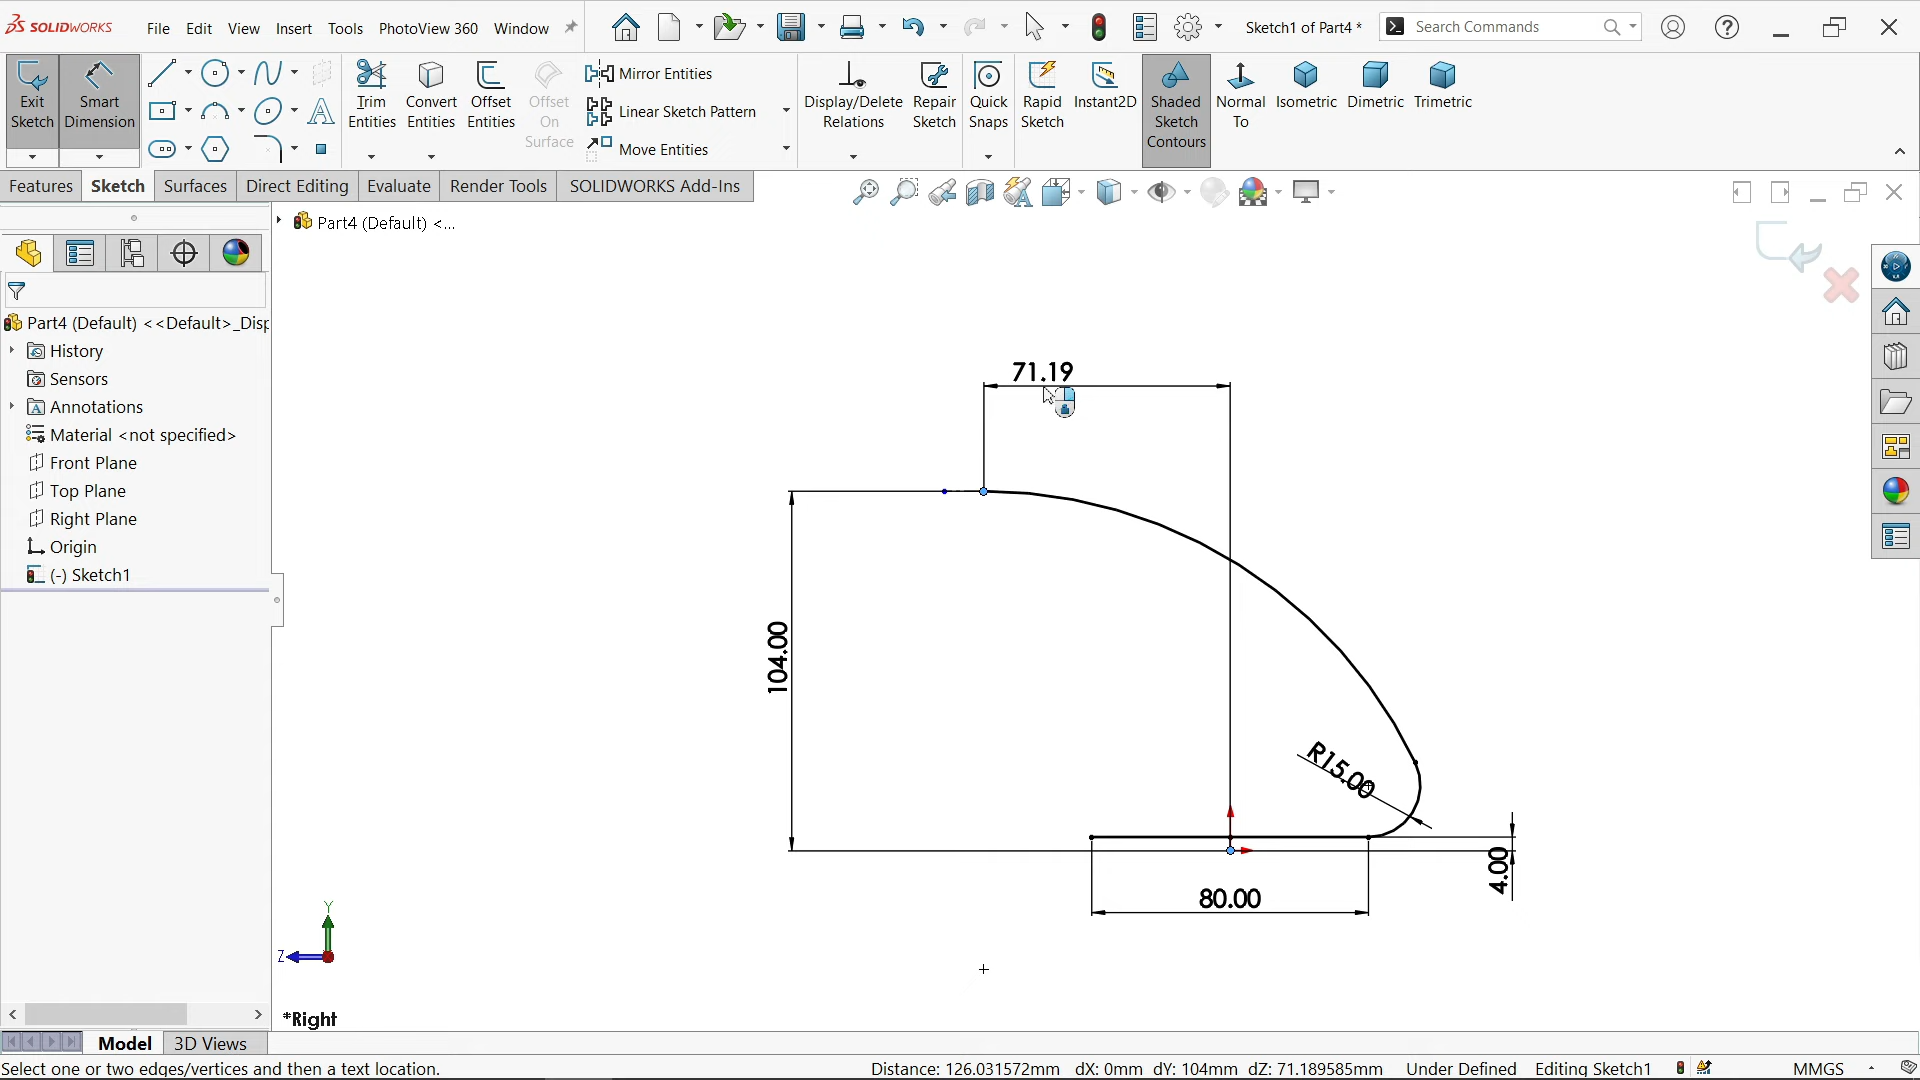 SOLIDWORKS File Edit View Insert Tools PhotoView 360 Window Sketch1 of Part4 * Search Commands
Exit Sketch
Smart Dimension
Trim Entities
Convert Entities
Offset Entities
Offset On Surface
Mirror Entities
Linear Sketch Pattern
Move Entities
Display/Delete Relations
Repair Sketch
Quick Snaps
Rapid Sketch
Instant2D
Shaded Sketch Contours
Normal To
Isometric
Dimetric
Trimetric
Features Sketch Surfaces Direct Editing Evaluate Render Tools SOLIDWORKS Add-Ins
Part4 (Default) <...
Part4 (Default) <<Default>_Disp
History
Sensors
Annotations
Material <not specified>
Front Plane
Top Plane
Right Plane
Origin
(-) Sketch1
71.19
104.00
R15.00
4.00
80.00
Y
Z
*Right
Model 3D Views
Select one or two edges/vertices and then a text location. Distance: 126.031572mm dX: 0mm dY: 104mm dZ: 71.189585mm Under Defined Editing Sketch1 MMGS